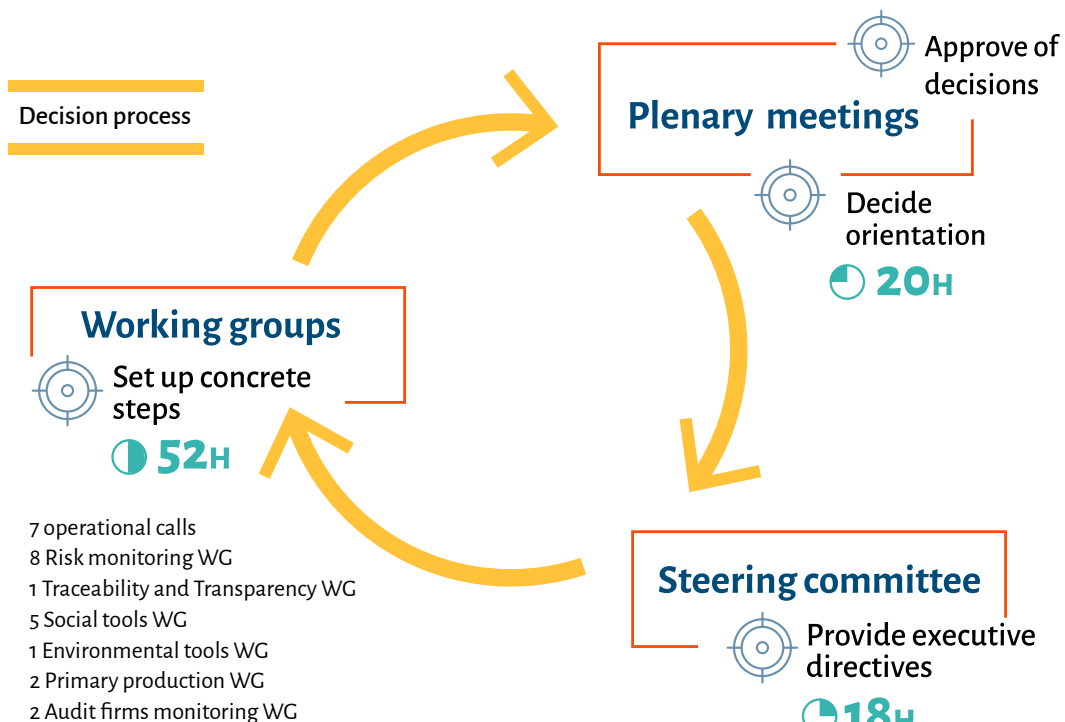 Decision process
Approve of
decisions
Plenary meetings
Decide
orientation
20H
Working groups
Set up concrete
steps
52H
7 operational calls
8 Risk monitoring WG
1 Traceability and Transparency WG
5 Social tools WG
1 Environmental tools WG
2 Primary production WG
2 Audit firms monitoring WG
Steering committee
Provide executive
directives
18H